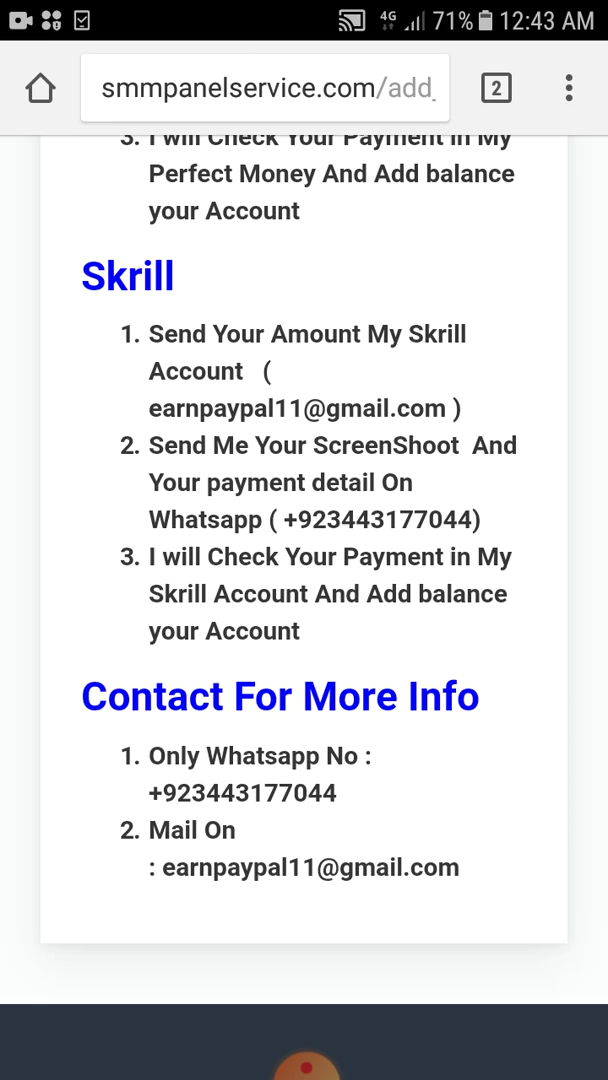 4G 71% 12:43 AM
smmpanelservice.com/add_
2
3. I will Check Your Payment in My
Perfect Money And Add balance
your Account
Skrill
1. Send Your Amount My Skrill
Account (
earnpaypal11@gmail.com )
2. Send Me Your ScreenShoot And
Your payment detail On
Whatsapp ( +923443177044)
3. I will Check Your Payment in My
Skrill Account And Add balance
your Account
Contact For More Info
1. Only Whatsapp No :
+923443177044
2. Mail On
: earnpaypal11@gmail.com